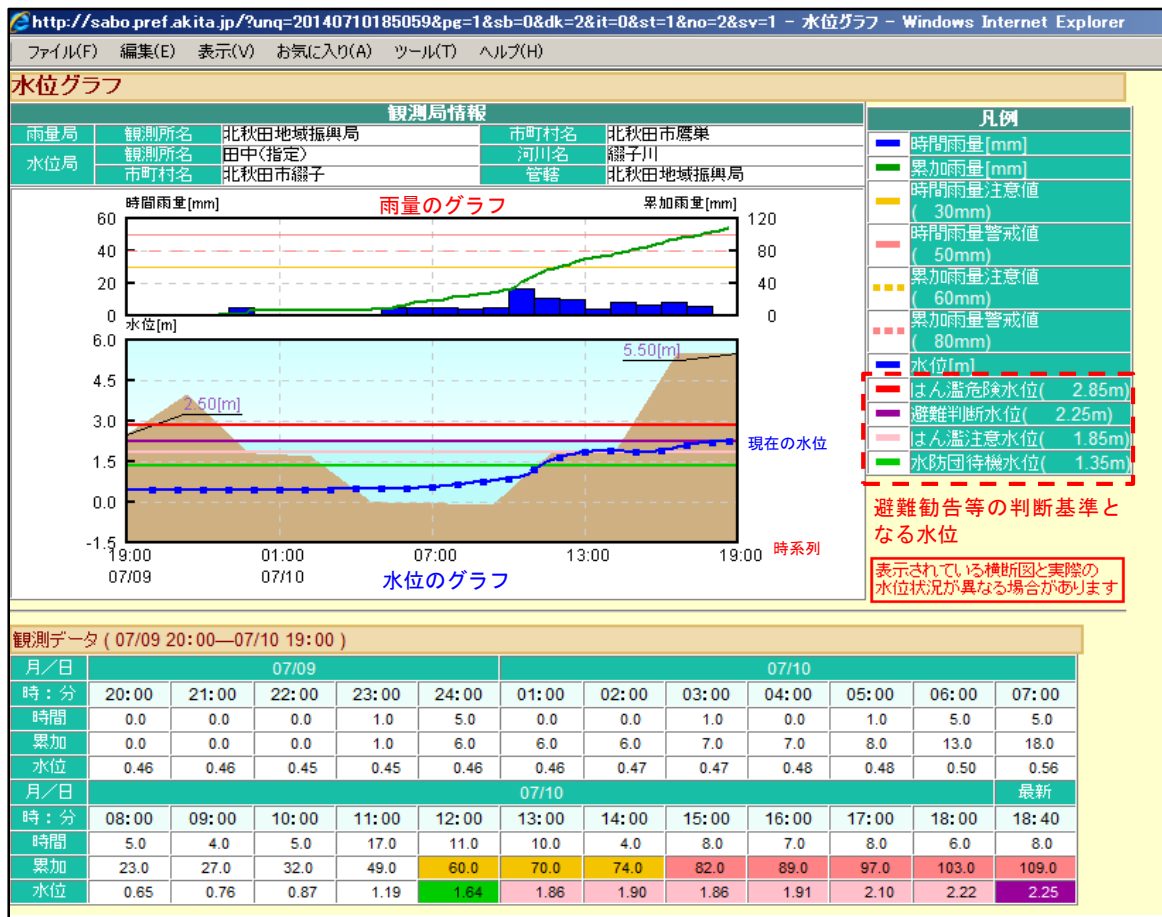 http://sabo.pref.akita.jp/?unq=20140710185059&pg=1&sb=0&dk=2&it=0&st=1&no=2&sv=1 - 水位グラフ - Windows Internet Explorer
ファイル(F) 編集(E) 表示(V) お気に入り(A) ツール(T) ヘルプ(H)
水位グラフ
観測局情報
雨量局 観測所名 北秋田地域振興局 市町村名 北秋田市鷹巣
水位局 観測所名 田中(指定) 河川名 綴子川
市町村名 北秋田市綴子 管轄 北秋田地域振興局
時間雨量[mm] 雨量のグラフ 累加雨量[mm]
60 120
40 80
20 40
0 0
水位[m]
6.0
5.50[m]
4.5
2.50[m]
3.0
現在の水位
1.5
0.0
-1.5
19:00 01:00 07:00 13:00 19:00 時系列
07/09 07/10 水位のグラフ
凡例
時間雨量[mm]
累加雨量[mm]
時間雨量注意値
( 30mm)
時間雨量警戒値
( 50mm)
累加雨量注意値
( 60mm)
累加雨量警戒値
( 80mm)
水位[m]
はん濫危険水位( 2.85m)
避難判断水位( 2.25m)
はん濫注意水位( 1.85m)
水防団待機水位( 1.35m)
避難勧告等の判断基準と
なる水位
表示されている横断図と実際の
水位状況が異なる場合があります
観測データ ( 07/09 20:00―07/10 19:00 )
月/日 07/09 07/10
時:分 20:00 21:00 22:00 23:00 24:00 01:00 02:00 03:00 04:00 05:00 06:00 07:00
時間 0.0 0.0 0.0 1.0 5.0 0.0 0.0 1.0 0.0 1.0 5.0 5.0
累加 0.0 0.0 0.0 1.0 6.0 6.0 6.0 7.0 7.0 8.0 13.0 18.0
水位 0.46 0.46 0.45 0.45 0.46 0.46 0.47 0.47 0.48 0.48 0.50 0.56
月/日 07/10 最新
時:分 08:00 09:00 10:00 11:00 12:00 13:00 14:00 15:00 16:00 17:00 18:00 18:40
時間 5.0 4.0 5.0 17.0 11.0 10.0 4.0 8.0 7.0 8.0 6.0 8.0
累加 23.0 27.0 32.0 49.0 60.0 70.0 74.0 82.0 89.0 97.0 103.0 109.0
水位 0.65 0.76 0.87 1.19 1.64 1.86 1.90 1.86 1.91 2.10 2.22 2.25